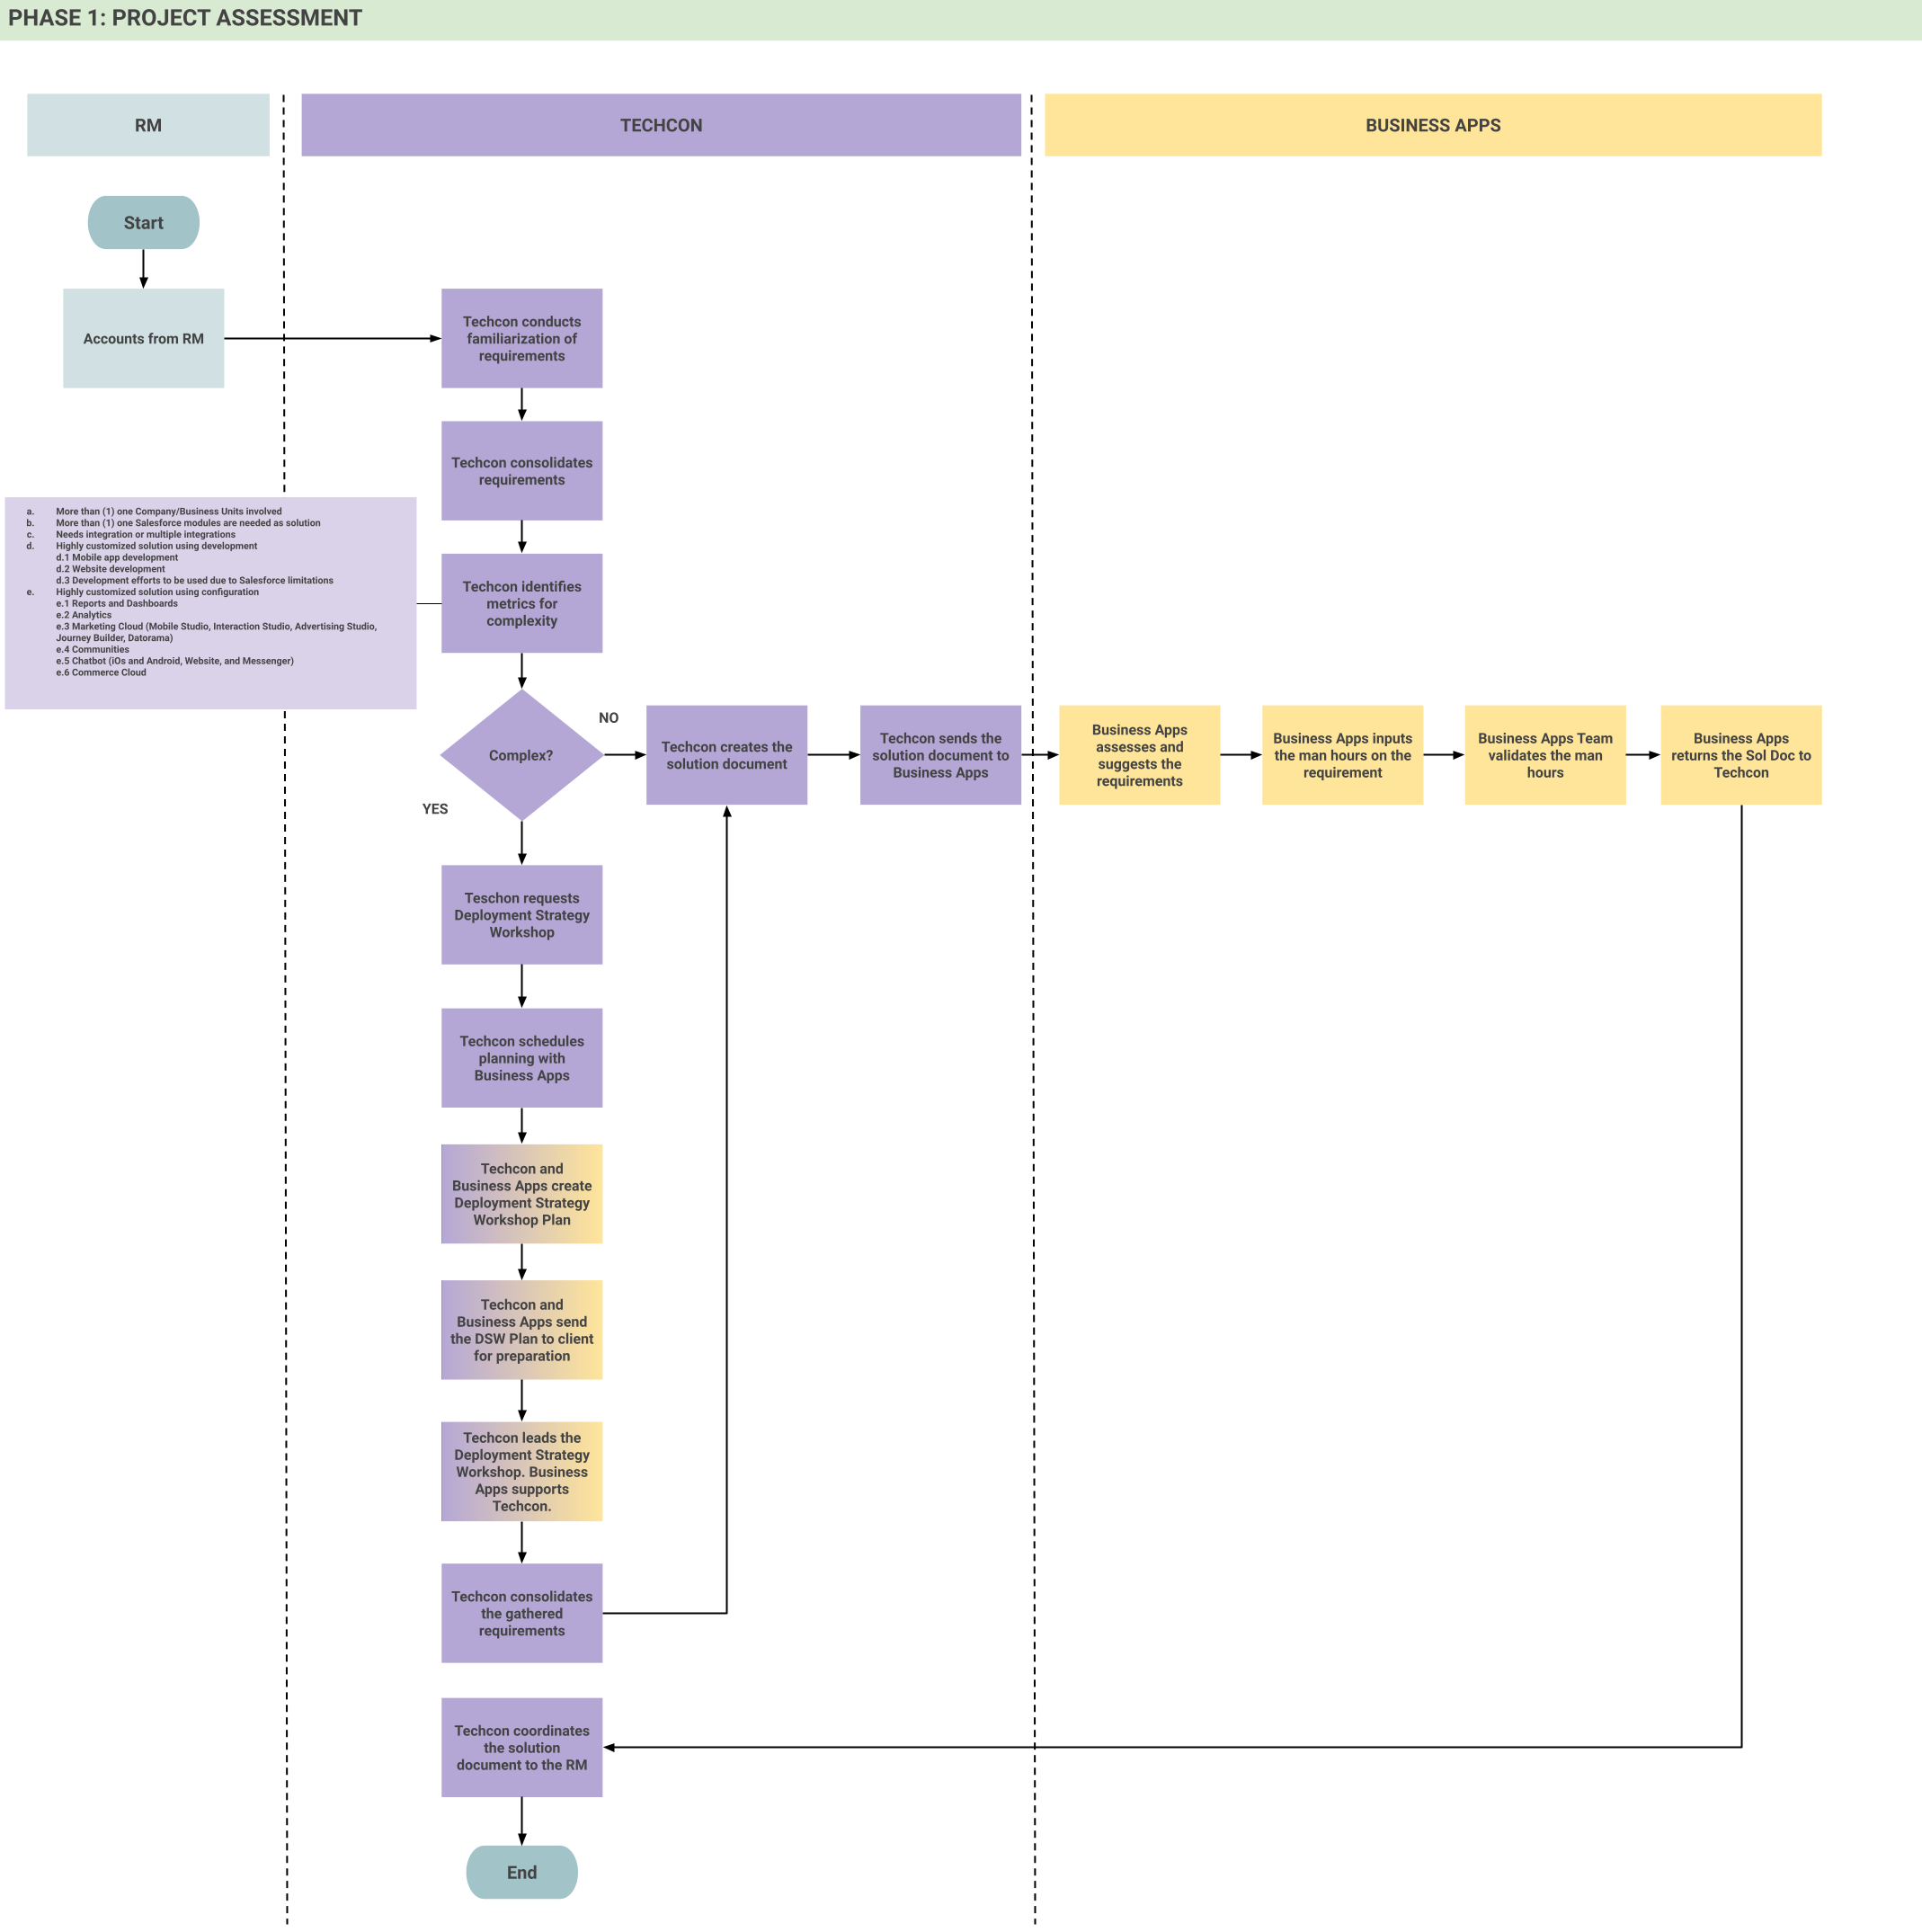 PHASE 1: PROJECT ASSESSMENT
RM
TECHCON
BUSINESS APPS
Start
Accounts from RM
Techcon conducts
familiarization of
requirements
Techcon consolidates
requirements
a. More than (1) one Company/Business Units involved
b. More than (1) one Salesforce modules are needed as solution
c. Needs integration or multiple integrations
d. Highly customized solution using development
d.1 Mobile app development
d.2 Website development
d.3 Development efforts to be used due to Salesforce limitations
e. Highly customized solution using configuration
e.1 Reports and Dashboards
e.2 Analytics
e.3 Marketing Cloud (Mobile Studio, Interaction Studio, Advertising Studio,
Journey Builder, Datorama)
e.4 Communities
e.5 Chatbot (iOs and Android, Website, and Messenger)
e.6 Commerce Cloud
Techcon identifies
metrics for
complexity
Complex?
NO
YES
Techcon creates the
solution document
Techcon sends the
solution document to
Business Apps
Business Apps
assesses and
suggests the
requirements
Business Apps inputs
the man hours on the
requirement
Business Apps Team
validates the man
hours
Business Apps
returns the Sol Doc to
Techcon
Teschon requests
Deployment Strategy
Workshop
Techcon schedules
planning with
Business Apps
Techcon and
Business Apps create
Deployment Strategy
Workshop Plan
Techcon and
Business Apps send
the DSW Plan to client
for preparation
Techcon leads the
Deployment Strategy
Workshop. Business
Apps supports
Techcon.
Techcon consolidates
the gathered
requirements
Techcon coordinates
the solution
document to the RM
End